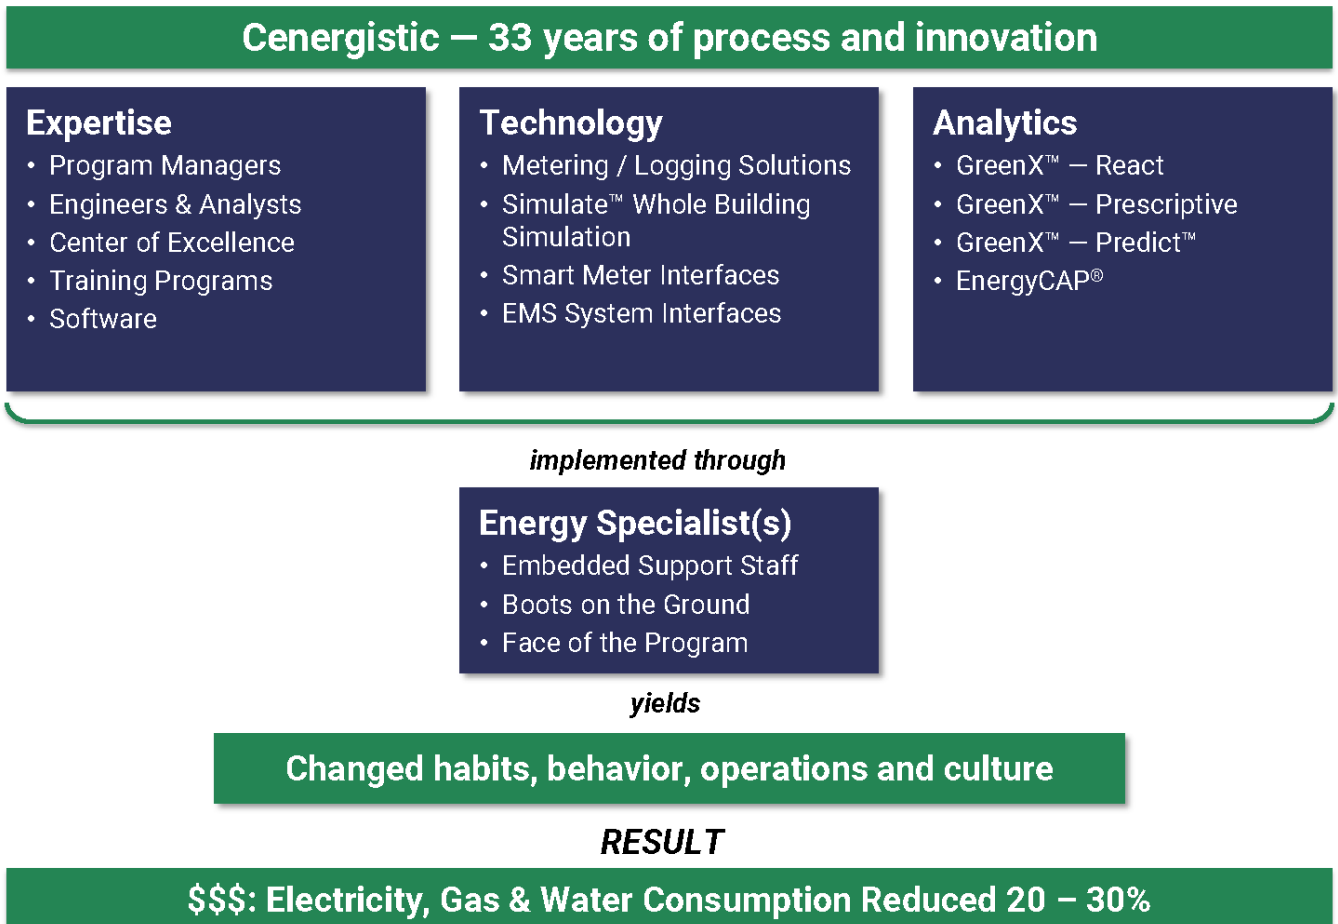 Cenergistic — 33 years of process and innovation
Expertise
• Program Managers
• Engineers & Analysts
• Center of Excellence
• Training Programs
• Software
Technology
• Metering / Logging Solutions
• Simulate™ Whole Building
Simulation
• Smart Meter Interfaces
• EMS System Interfaces
Analytics
• GreenX™ — React
• GreenX™ — Prescriptive
• GreenX™ — Predict™
• EnergyCAP®
implemented through
Energy Specialist(s)
• Embedded Support Staff
• Boots on the Ground
• Face of the Program
yields
Changed habits, behavior, operations and culture
RESULT
$$$: Electricity, Gas & Water Consumption Reduced 20 – 30%